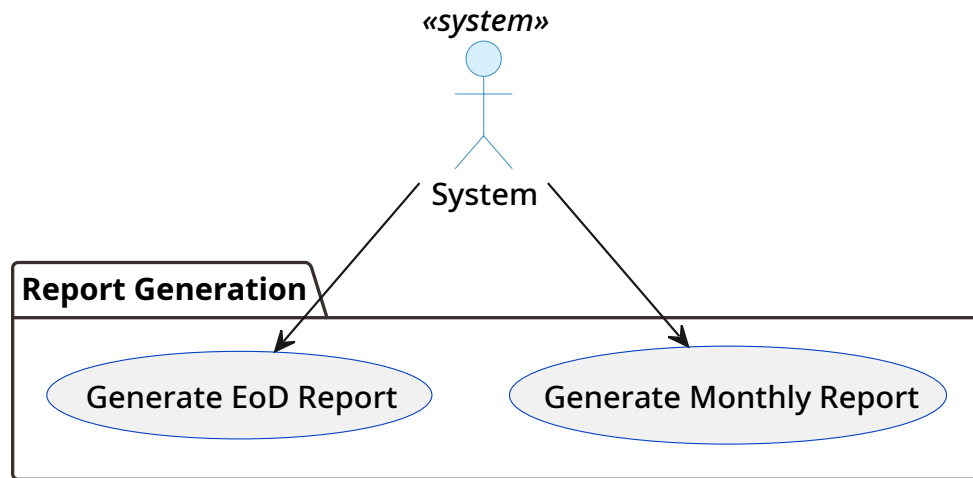 «system»
System
Report Generation
Generate EoD Report
Generate Monthly Report